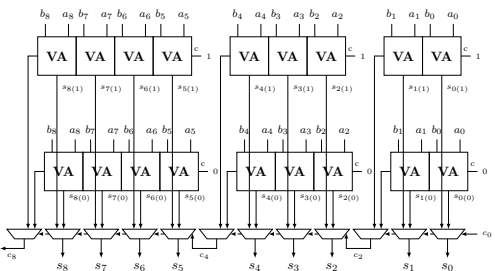 b8 a8 b7 a7 b6 a6 b5 a5 b4 a4 b3 a3 b2 a2 b1 a1 b0 a0
VA VA VA VA c 1 VA VA VA c 1 VA VA c 1
s8(1) s7(1) s6(1) s5(1) s4(1) s3(1) s2(1) s1(1) s0(1)
b8 a8 b7 a7 b6 a6 b5 a5 b4 a4 b3 a3 b2 a2 b1 a1 b0 a0
VA VA VA VA c 0 VA VA VA c 0 VA VA c 0
s8(0) s7(0) s6(0) s5(0) s4(0) s3(0) s2(0) s1(0) s0(0)
c0
c8 c4 c2
s8 s7 s6 s5 s4 s3 s2 s1 s0